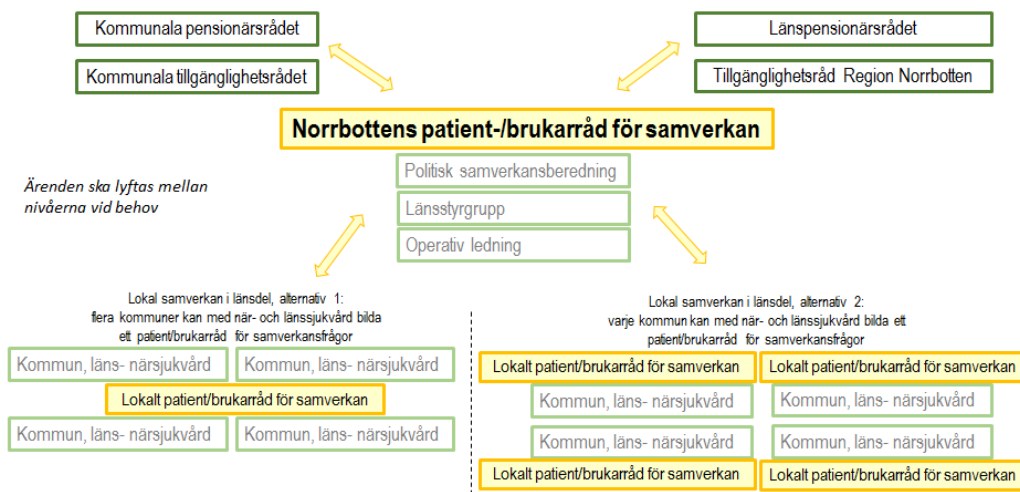 Kommunala pensionärsrådet
Länspensionärsrådet
Kommunala tillgänglighetsrådet
Tillgänglighetsråd Region Norrbotten
Norrbottens patient-/brukarråd för samverkan
Politisk samverkansberedning
Länsstyrgrupp
Operativ ledning
Ärenden ska lyftas mellan
nivåerna vid behov
Lokal samverkan i länsdel, alternativ 1:
flera kommuner kan med när- och länssjukvård bilda
ett patient/brukarråd för samverkansfrågor
Kommun, läns- närsjukvård
Kommun, läns- närsjukvård
Lokalt patient/brukarråd för samverkan
Kommun, läns- närsjukvård
Kommun, läns- närsjukvård
Lokal samverkan i länsdel, alternativ 2:
varje kommun kan med när- och länssjukvård bilda ett
patient/brukarråd för samverkansfrågor
Lokalt patient/brukarråd för samverkan
Lokalt patient/brukarråd för samverkan
Kommun, läns- närsjukvård
Kommun, läns- närsjukvård
Kommun, läns- närsjukvård
Kommun, läns- närsjukvård
Lokalt patient/brukarråd för samverkan
Lokalt patient/brukarråd för samverkan